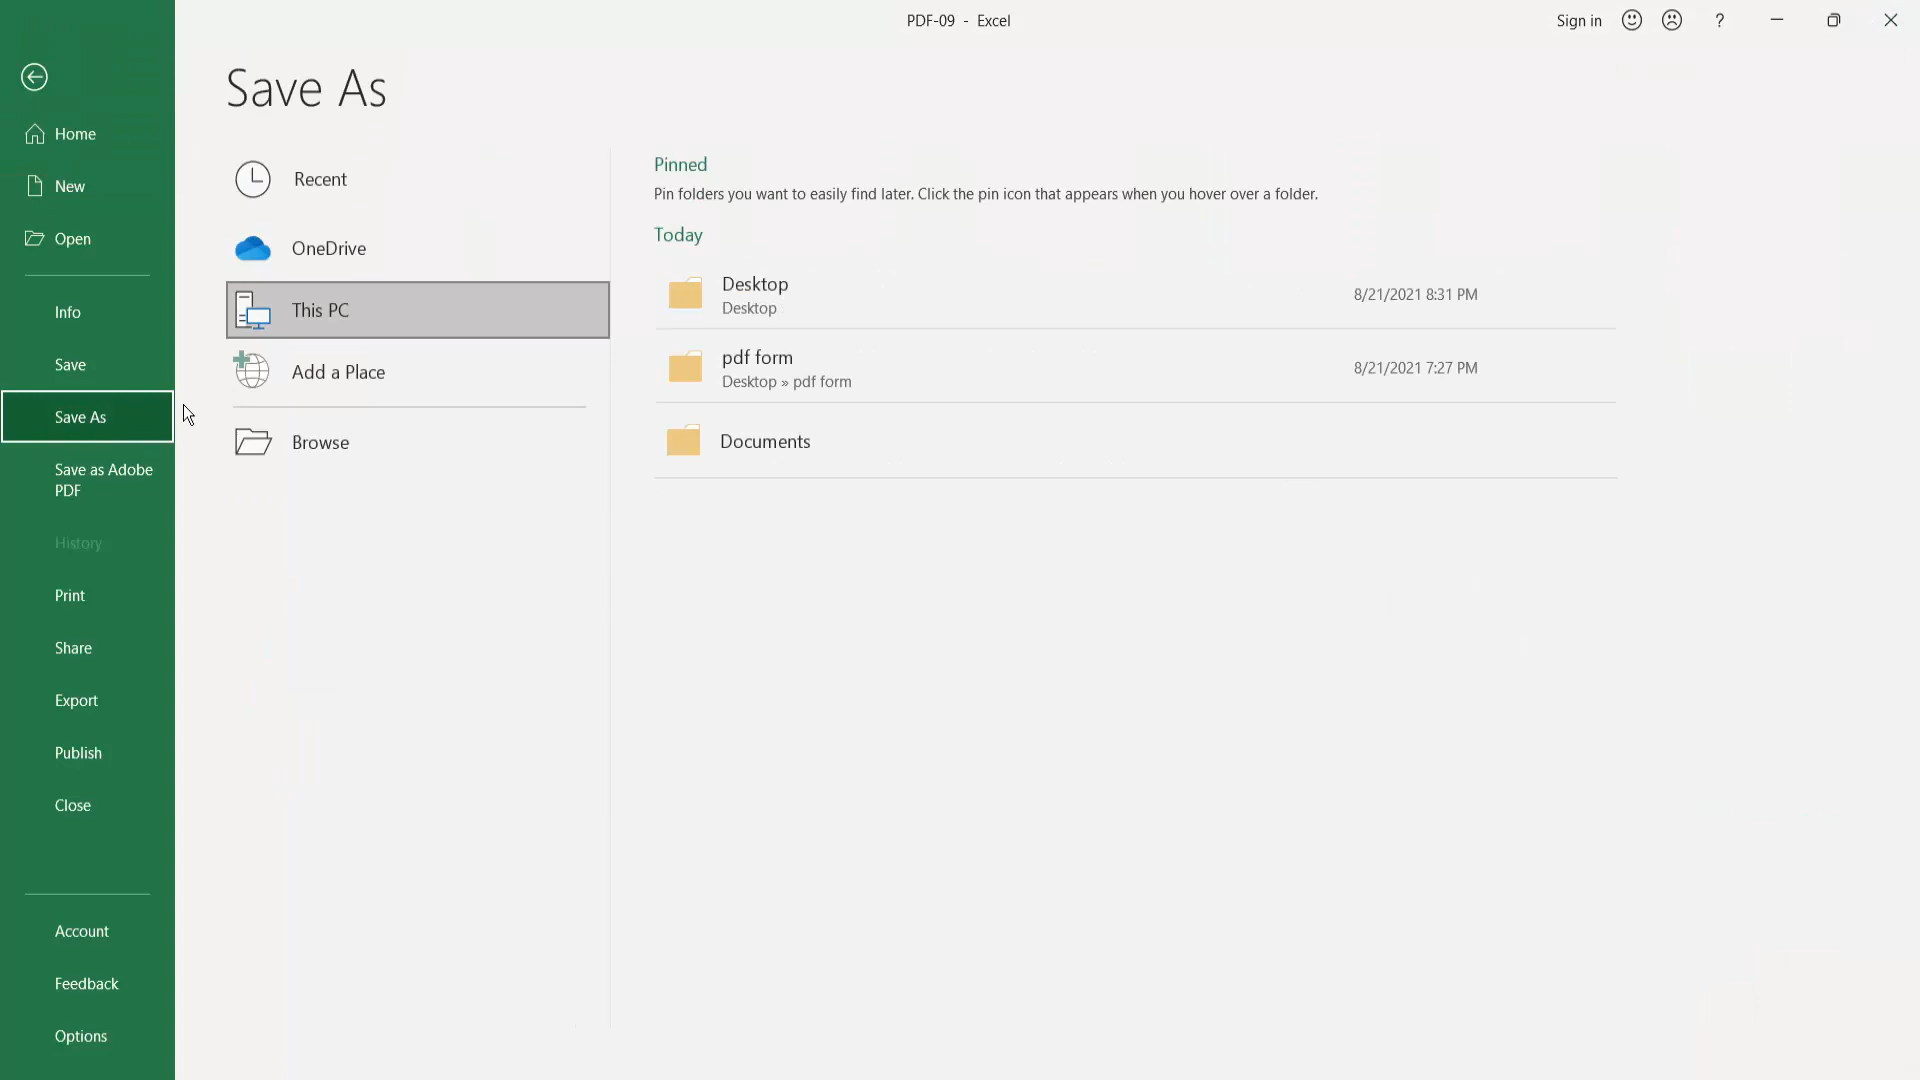 PDF-09 - Excel
Sign in
?
Home
New
Open
Info
Save
Save As
Save as Adobe
PDF
History
Print
Share
Export
Publish
Close
Account
Feedback
Options
Save As
Recent
OneDrive
This PC
Add a Place
Browse
Pinned
Pin folders you want to easily find later. Click the pin icon that appears when you hover over a folder.
Today
Desktop
Desktop
8/21/2021 8:31 PM
pdf form
Desktop » pdf form
8/21/2021 7:27 PM
Documents